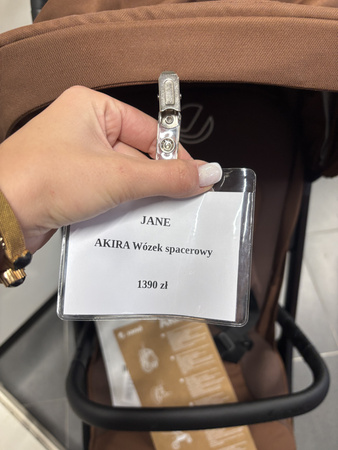 JANE
AKIRA Wózek spacerowy
1390 zł